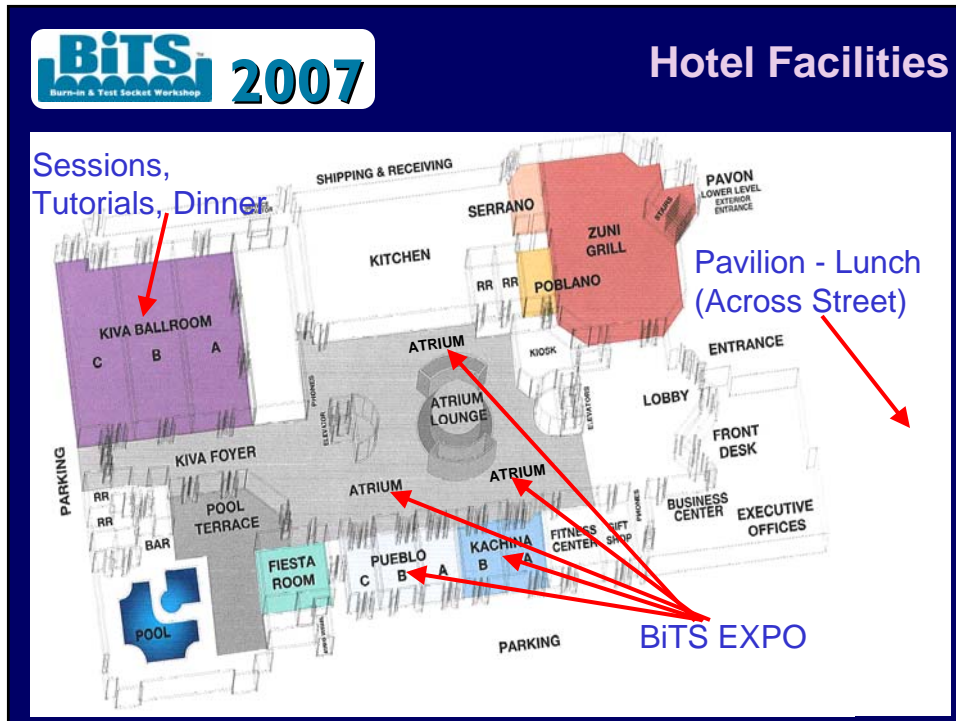 BiTS
TM
Burn-in & Test Socket Workshop
2007
Hotel Facilities
Sessions,
Tutorials, Dinner
SHIPPING & RECEIVING
SERRANO
PAVON
LOWER LEVEL
EXTERIOR
ENTRANCE
STAIRS
ZUNI
GRILL
KITCHEN
RR RR
POBLANO
Pavilion - Lunch
(Across Street)
KIVA BALLROOM
C B A
ATRIUM
KIOSK
ENTRANCE
PHONES
ELEVATOR
ATRIUM
LOUNGE
ELEVATORS
LOBBY
FRONT
DESK
KIVA FOYER
PARKING
ATRIUM
ATRIUM
RR
RR
BAR
POOL
TERRACE
PHONES
BUSINESS
CENTER
EXECUTIVE
OFFICES
FIESTA
ROOM
PUEBLO
C B A
KACHINA
B A
FITNESS
CENTER
GIFT
SHOP
POOL
PARKING
BiTS EXPO